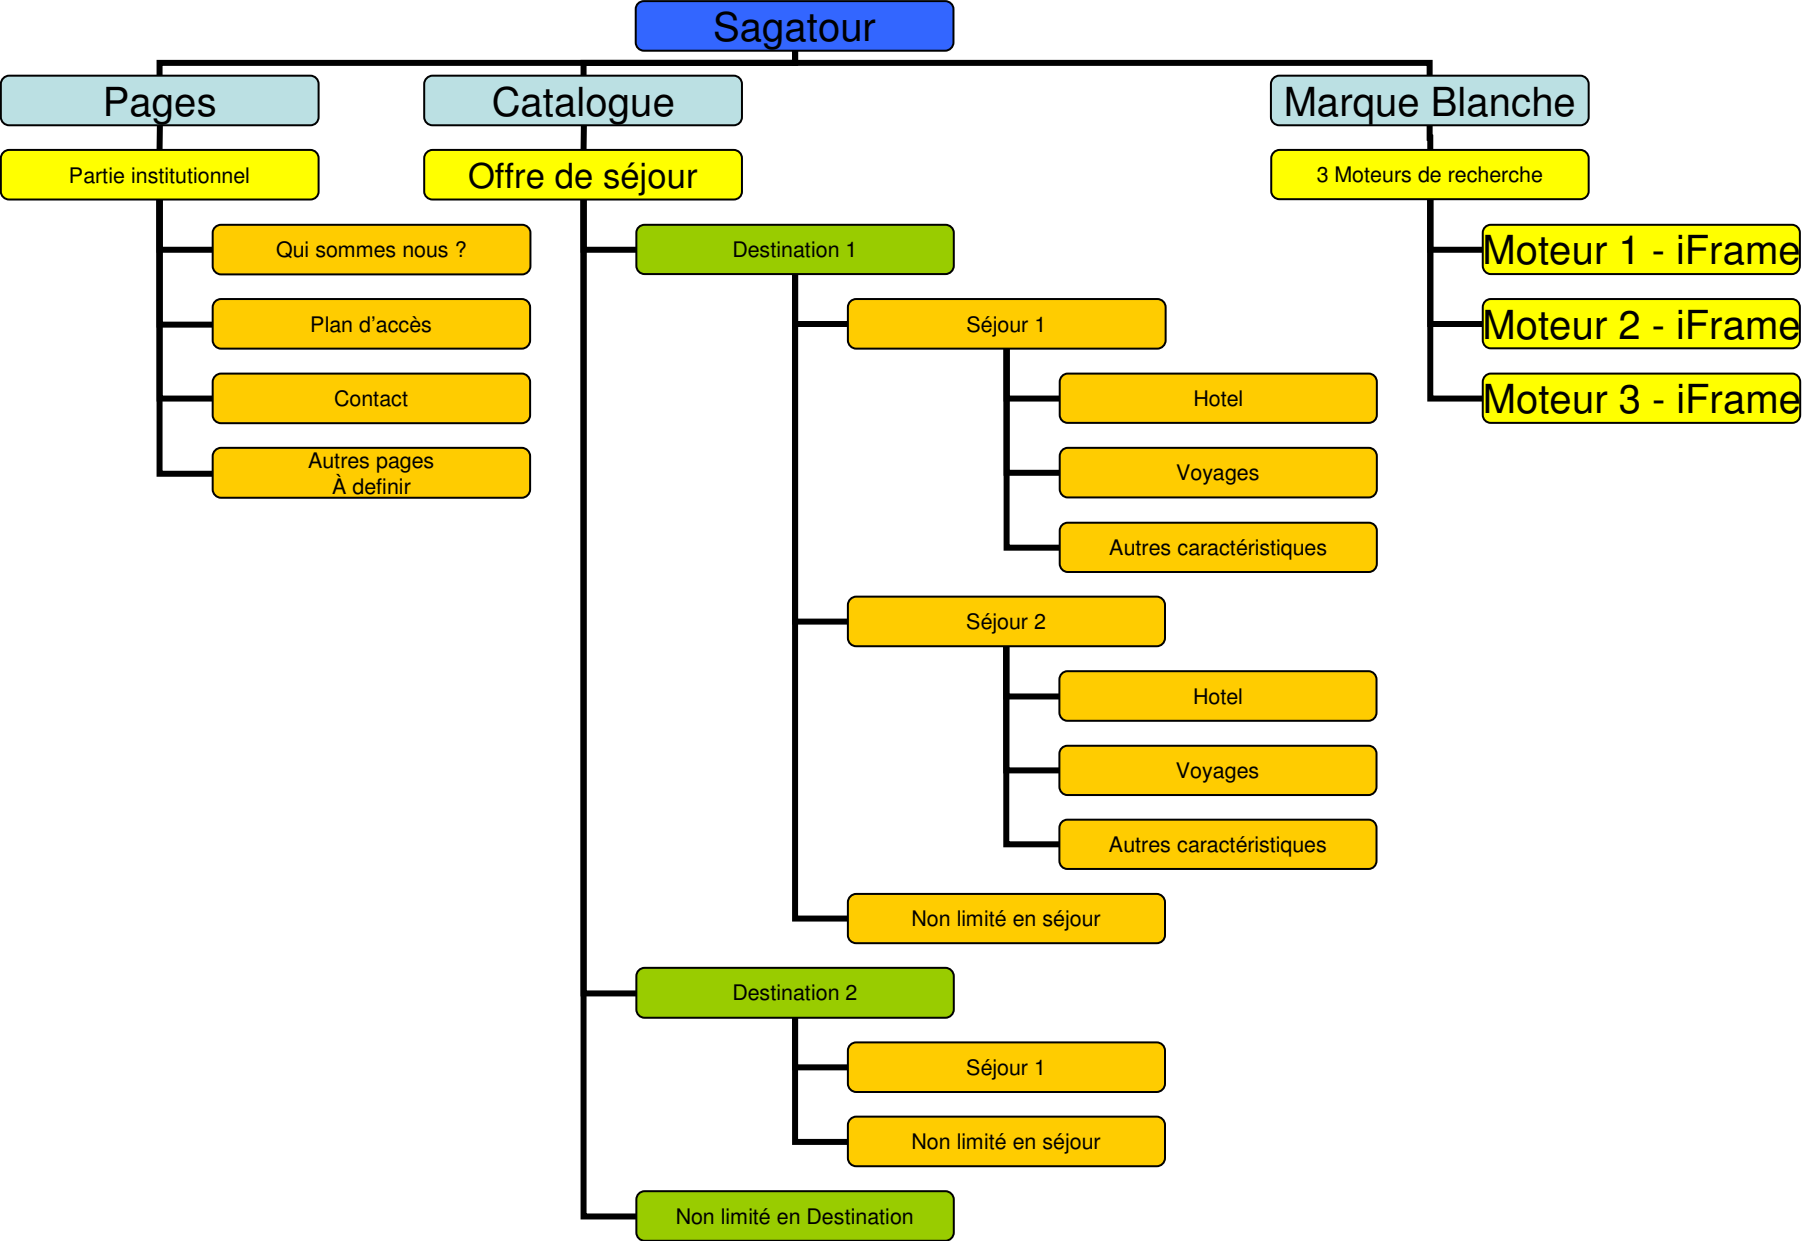 Sagatour
Pages
Catalogue
Marque Blanche
Partie institutionnel
Offre de séjour
3 Moteurs de recherche
Qui sommes nous ?
Plan d'accès
Contact
Autres pages
À definir
Destination 1
Séjour 1
Hotel
Voyages
Autres caractéristiques
Séjour 2
Hotel
Voyages
Autres caractéristiques
Non limité en séjour
Destination 2
Séjour 1
Non limité en séjour
Non limité en Destination
Moteur 1 - iFrame
Moteur 2 - iFrame
Moteur 3 - iFrame